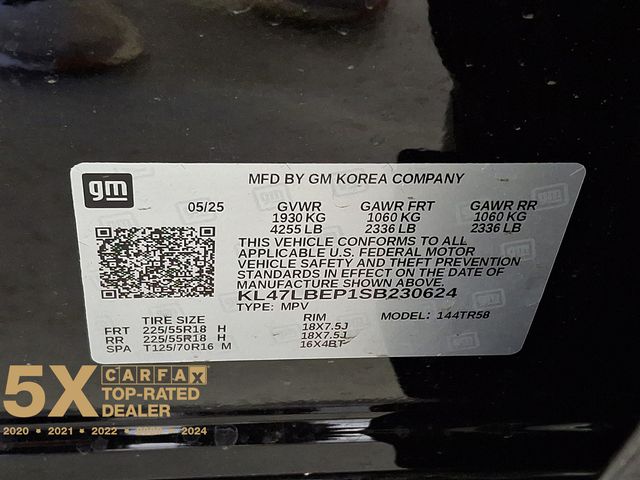 gm
MFD BY GM KOREA COMPANY
05/25 GVWR GAWR FRT GAWR RR
1930 KG 1060 KG 1060 KG
4255 LB 2336 LB 2336 LB
THIS VEHICLE CONFORMS TO ALL
APPLICABLE U.S. FEDERAL MOTOR
VEHICLE SAFETY AND THEFT PREVENTION
STANDARDS IN EFFECT ON THE DATE OF
MANUFACTURE SHOWN ABOVE.
KL47LBEP1SB230624
TYPE: MPV
TIRE SIZE RIM MODEL: 144TR58
FRT 225/55R18 H 18X7.5J
RR 225/55R18 H 18X7.5J
SPA T125/70R16 M 16X4BT
5X CARFAX
TOP-RATED
DEALER
2020 • 2021 • 2022 • 2023 • 2024